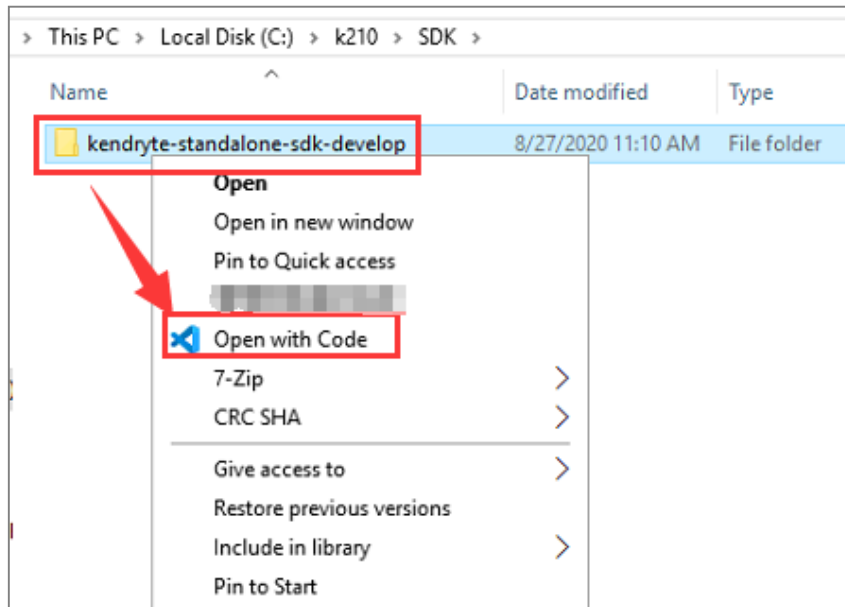 > This PC > Local Disk (C:) > k210 > SDK >
Name Date modified Type
kendryte-standalone-sdk-develop 8/27/2020 11:10 AM File folder
Open
Open in new window
Pin to Quick access
Open with Code
7-Zip
CRC SHA
Give access to
Restore previous versions
Include in library
Pin to Start